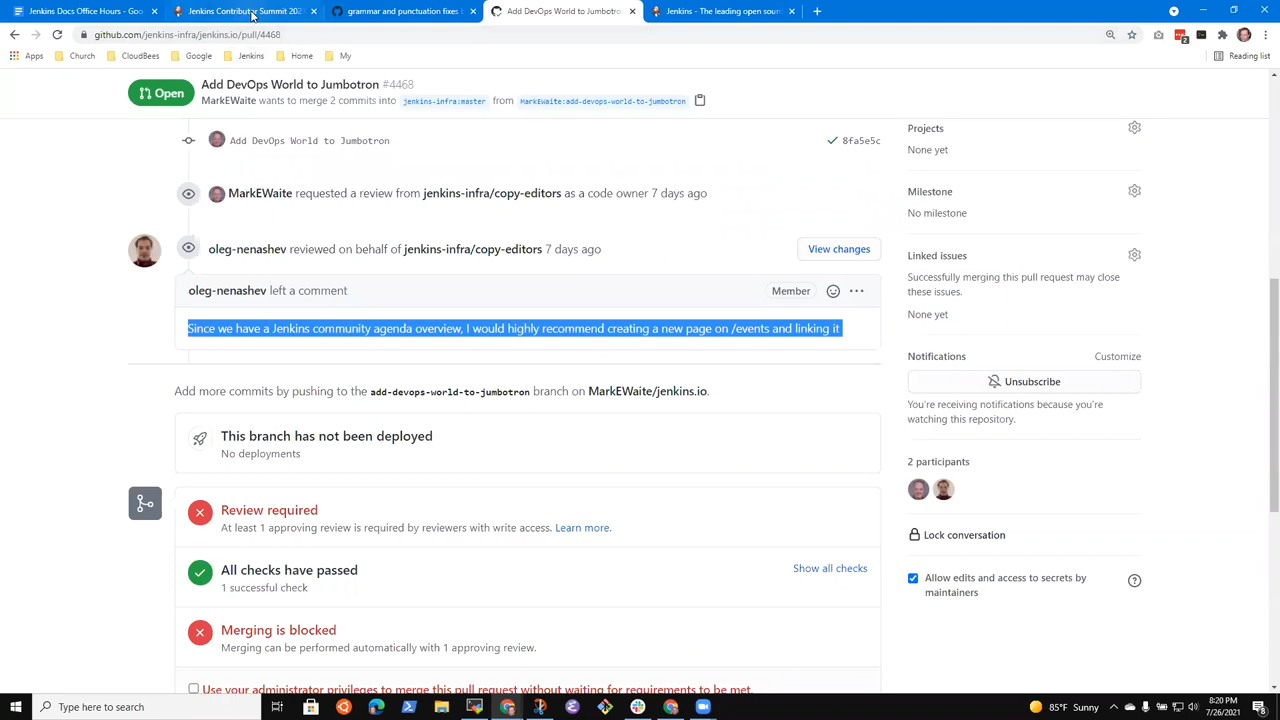 Jenkins Docs Office Hours - Goo
Jenkins Contributor Summit 202
grammar and punctuation fixes b
Add DevOps World to Jumbotro
Jenkins - The leading open sour
github.com/jenkins-infra/jenkins.io/pull/4468
2
Apps
Church
CloudBees
Google
Jenkins
Home
My
Reading list
Open
Add DevOps World to Jumbotron #4468
MarkEWaite wants to merge 2 commits into jenkins-infra:master from MarkEWaite:add-devops-world-to-jumbotron
Add DevOps World to Jumbotron
8fa5e5c
MarkEWaite requested a review from jenkins-infra/copy-editors as a code owner 7 days ago
oleg-nenashev reviewed on behalf of jenkins-infra/copy-editors 7 days ago
View changes
oleg-nenashev left a comment
Member
Since we have a Jenkins community agenda overview, I would highly recommend creating a new page on /events and linking it
Add more commits by pushing to the add-devops-world-to-jumbotron branch on MarkEWaite/jenkins.io.
This branch has not been deployed
No deployments
Review required
At least 1 approving review is required by reviewers with write access. Learn more.
All checks have passed
1 successful check
Show all checks
Merging is blocked
Merging can be performed automatically with 1 approving review.
Use your administrator privileges to merge this pull request without waiting for requirements to be met.
Projects
None yet
Milestone
No milestone
Linked issues
Successfully merging this pull request may close
these issues.
None yet
Notifications
Customize
Unsubscribe
You're receiving notifications because you're
watching this repository.
2 participants
Lock conversation
Allow edits and access to secrets by
maintainers
Type here to search
85°F Sunny
8:20 PM
7/26/2021
8